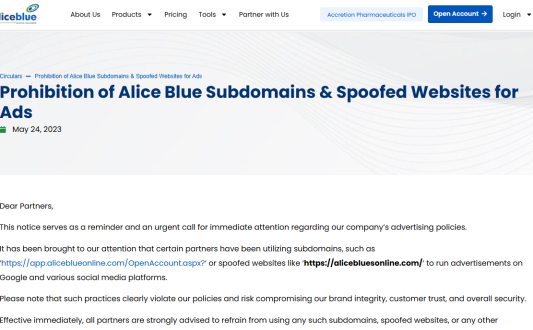 liceblue
About Us Products Pricing Tools Partner with Us Accretion Pharmaceuticals IPO Open Account → Login
Circulars — Prohibition of Alice Blue Subdomains & Spoofed Websites for Ads
Prohibition of Alice Blue Subdomains & Spoofed Websites for
Ads
May 24, 2023
Dear Partners,
This notice serves as a reminder and an urgent call for immediate attention regarding our company's advertising policies.
It has been brought to our attention that certain partners have been utilizing subdomains, such as
'https://app.aliceblueonline.com/OpenAccount.aspx?' or spoofed websites like 'https://alicebluesonline.com/' to run advertisements on
Google and various social media platforms.
Please note that such practices clearly violate our policies and risk compromising our brand integrity, customer trust, and overall security.
Effective immediately, all partners are strongly advised to refrain from using any such subdomains, spoofed websites, or any other